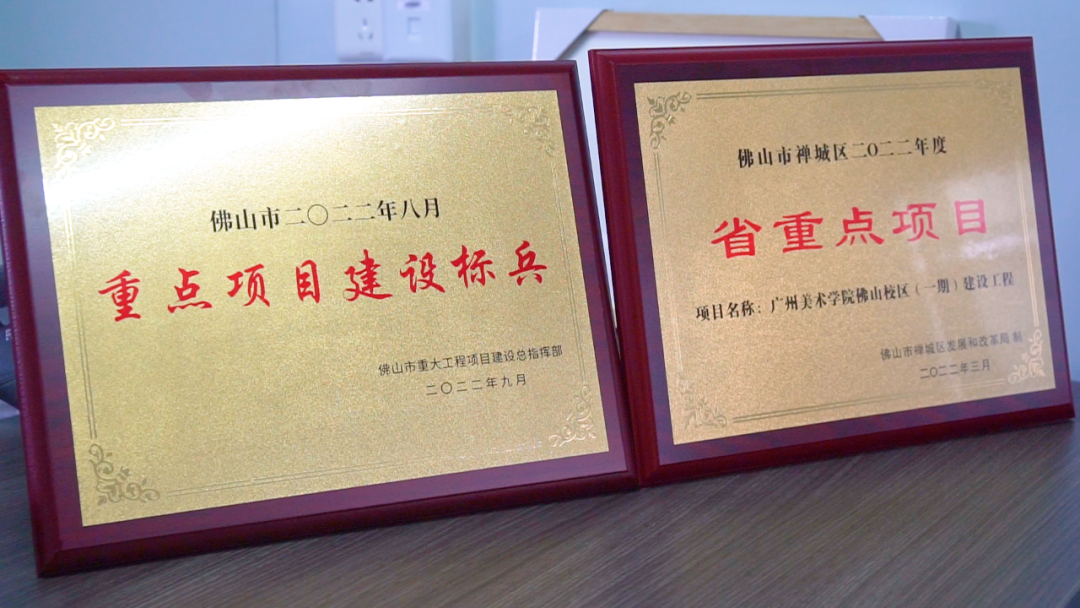 佛山市二〇二二年八月
重点项目建设标兵
佛山市重大工程项目建设总指挥部
二〇二二年九月
佛山市禅城区二〇二二年度
省重点项目
项目名称：广州美术学院佛山校区（一期）建设工程
佛山市禅城区发展和改革局 制
二〇二二年三月